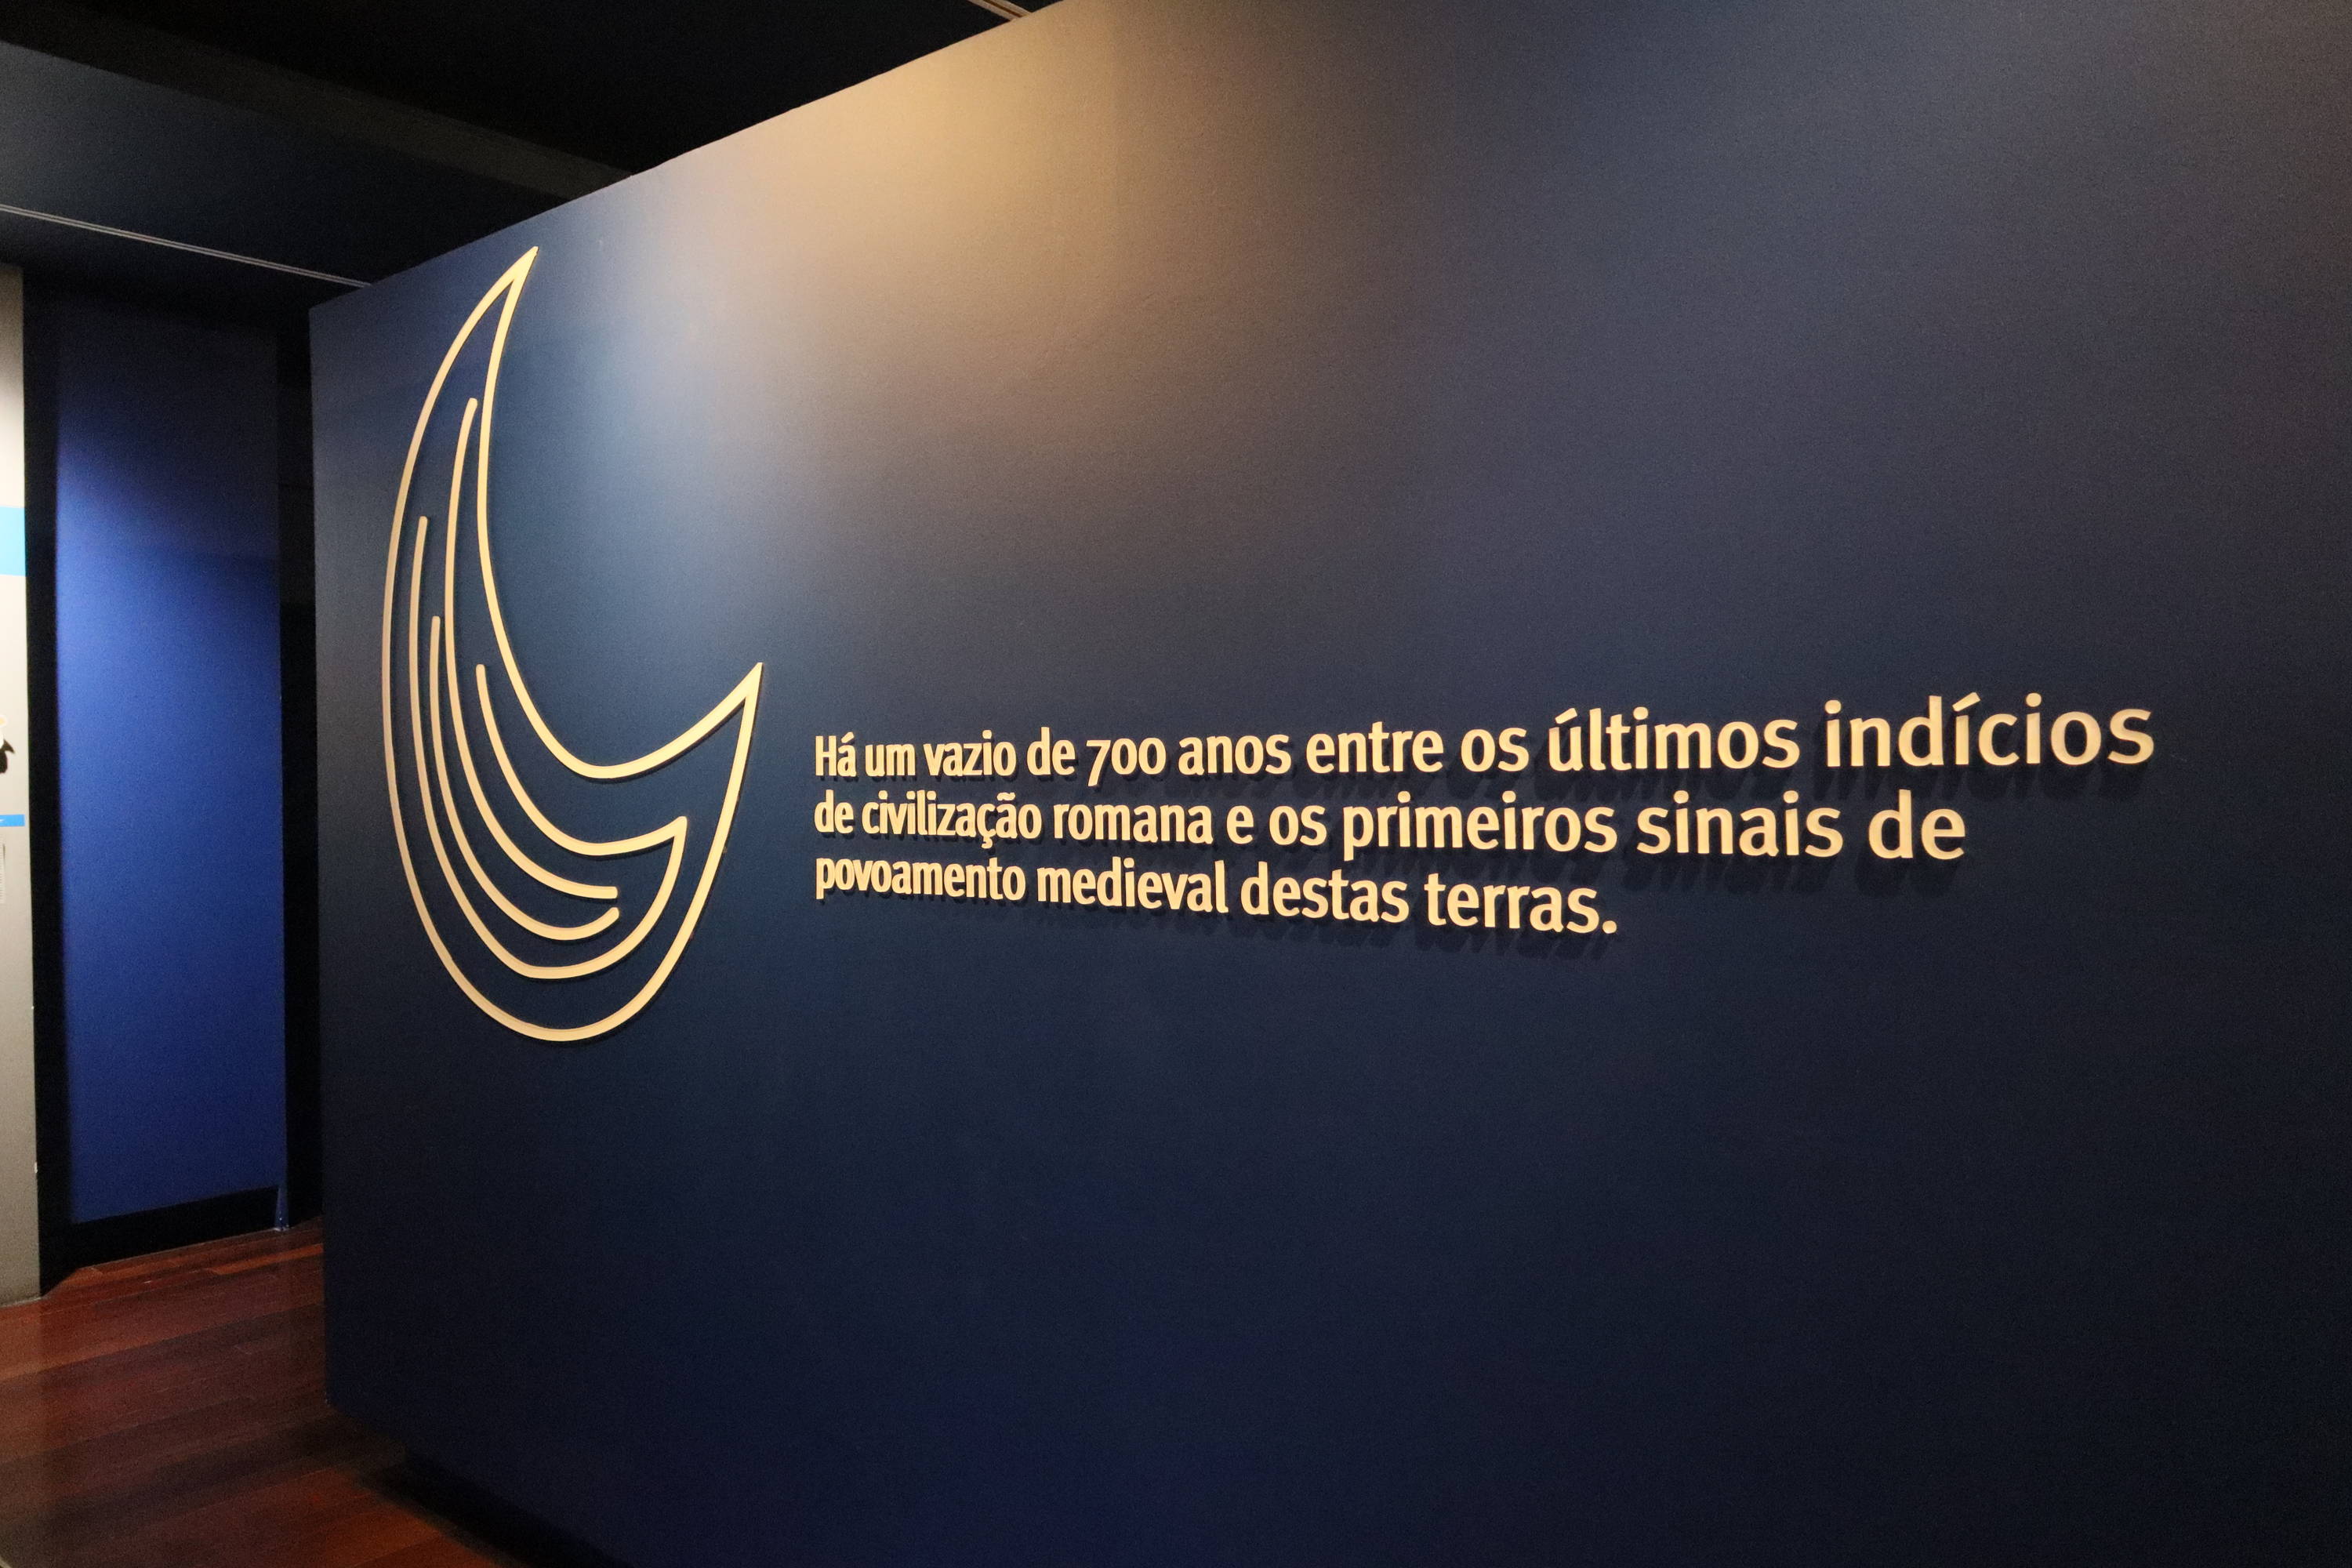 Há um vazio de 700 anos entre os últimos indícios
de civilização romana e os primeiros sinais de
povoamento medieval destas terras.